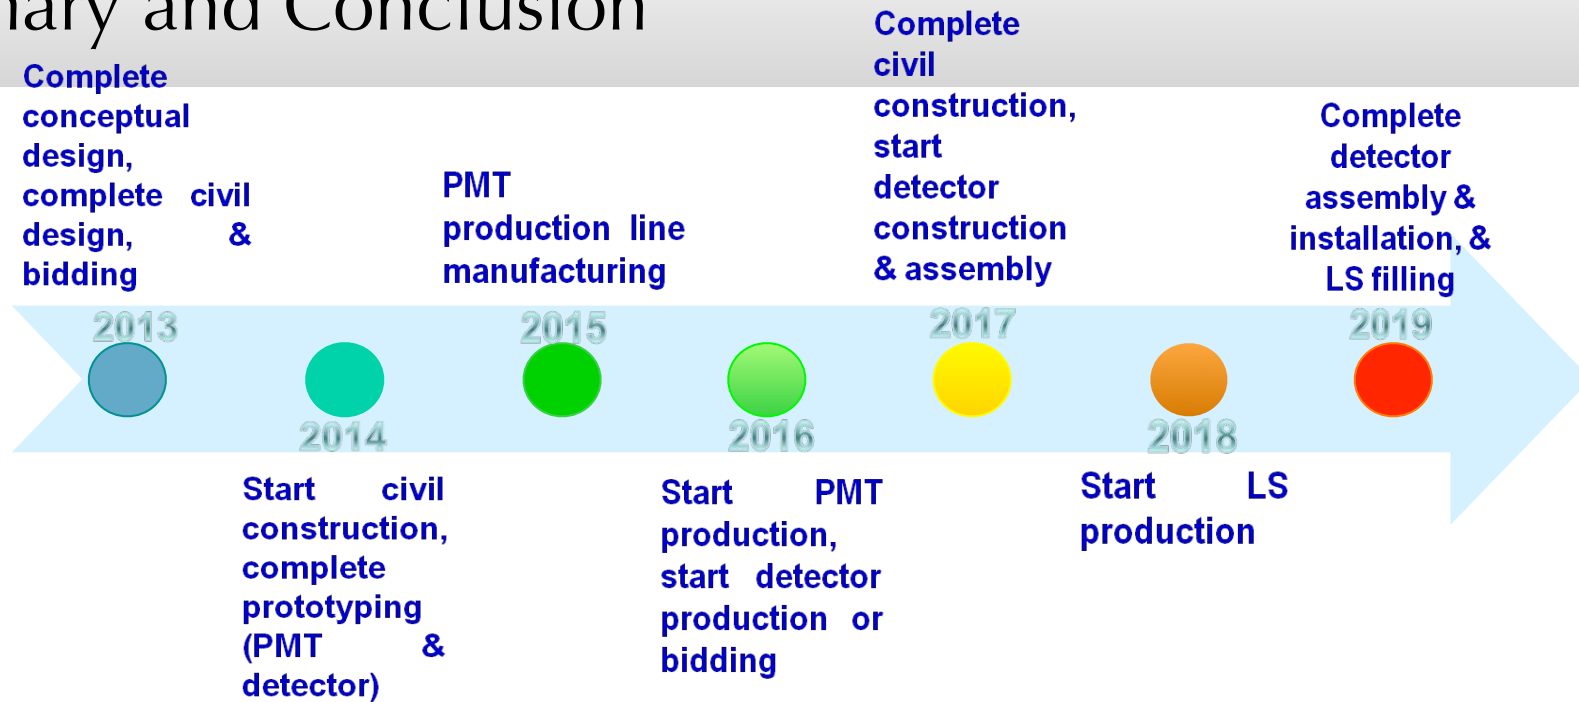 and Conclusion
Complete
conceptual
design,
complete civil
design, &
bidding
PMT
production line
manufacturing
Complete
civil
construction,
start
detector
construction
& assembly
Complete
detector
assembly &
installation, &
LS filling
2013
2015
2017
2019
2014
2016
2018
Start civil
construction,
complete
prototyping
(PMT &
detector)
Start PMT
production,
start detector
production or
bidding
Start LS
production